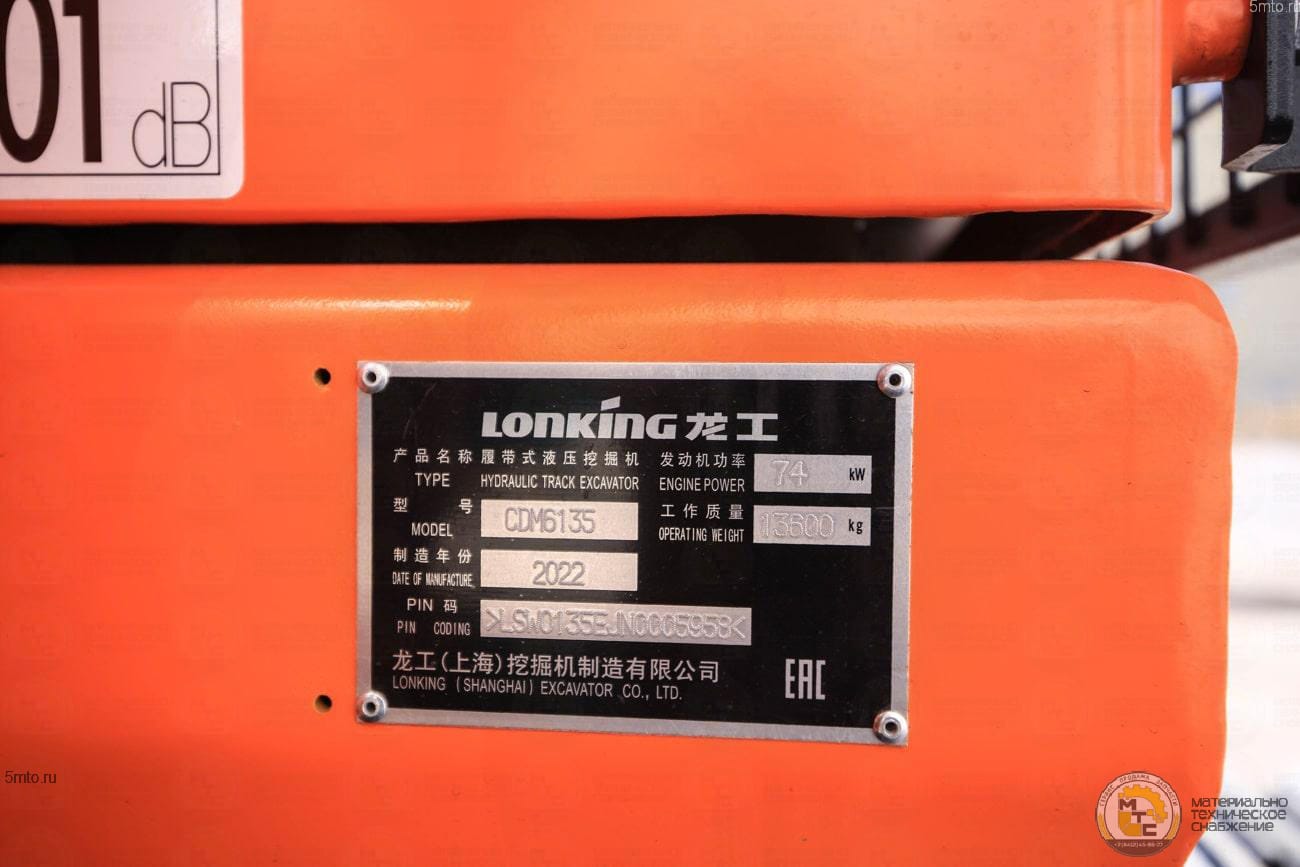 5mto.ru
01
dB
LONKING 龙工
产品名称 履带式液压挖掘机 发动机功率 74 kW
TYPE HYDRAULIC TRACK EXCAVATOR ENGINE POWER
型 号 CDM6135 工作质量 13600 kg
MODEL OPERATING WEIGHT
制造年份 2022
DATE OF MANUFACTURE
PIN 码 >LSW0135EJN0005958<
PIN CODING
龙工(上海)挖掘机制造有限公司
LONKING (SHANGHAI) EXCAVATOR CO., LTD.
EAC
5mto.ru
СЕРВИС ПРОДАЖА ЗАПЧАСТИ
МТС
МАТЕРИАЛЬНО
ТЕХНИЧЕСКОЕ
СНАБЖЕНИЕ